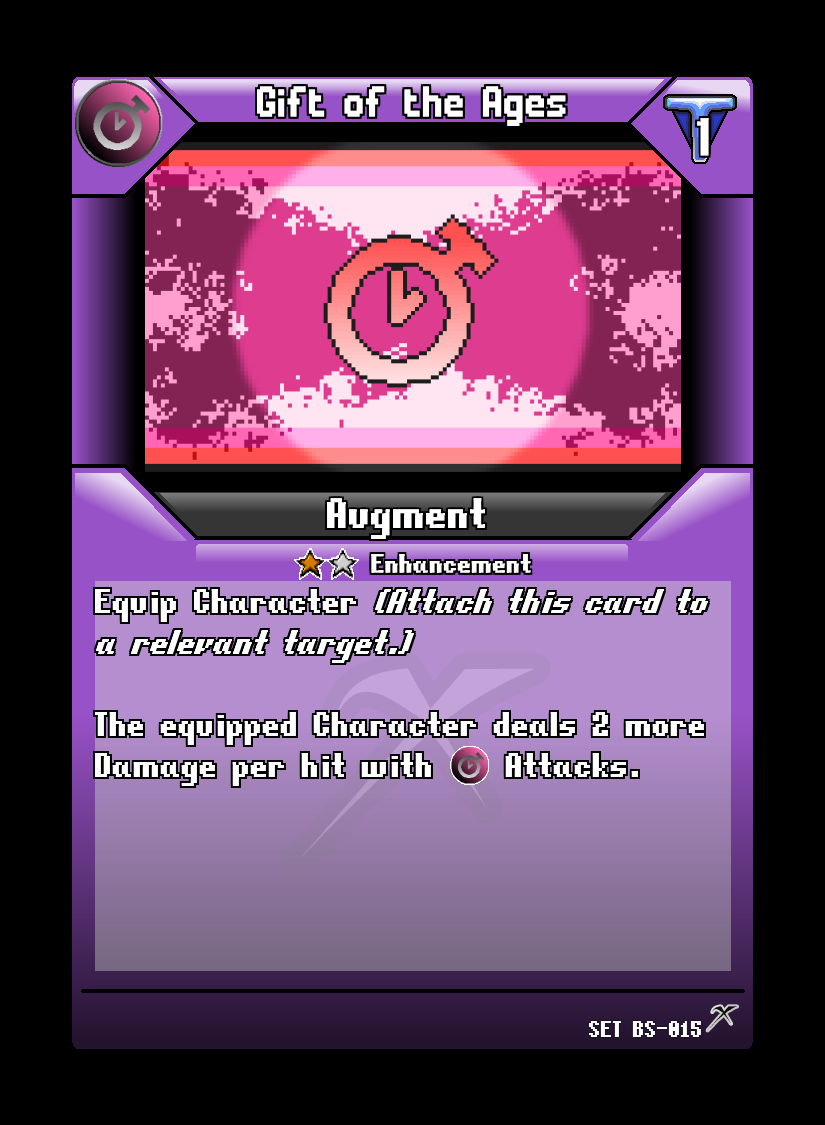 Gift of the Ages
1
Augment
Enhancement
Equip Character (Attach this card to
a relevant target.)
The equipped Character deals 2 more
Damage per hit with Attacks.
SET BS-015